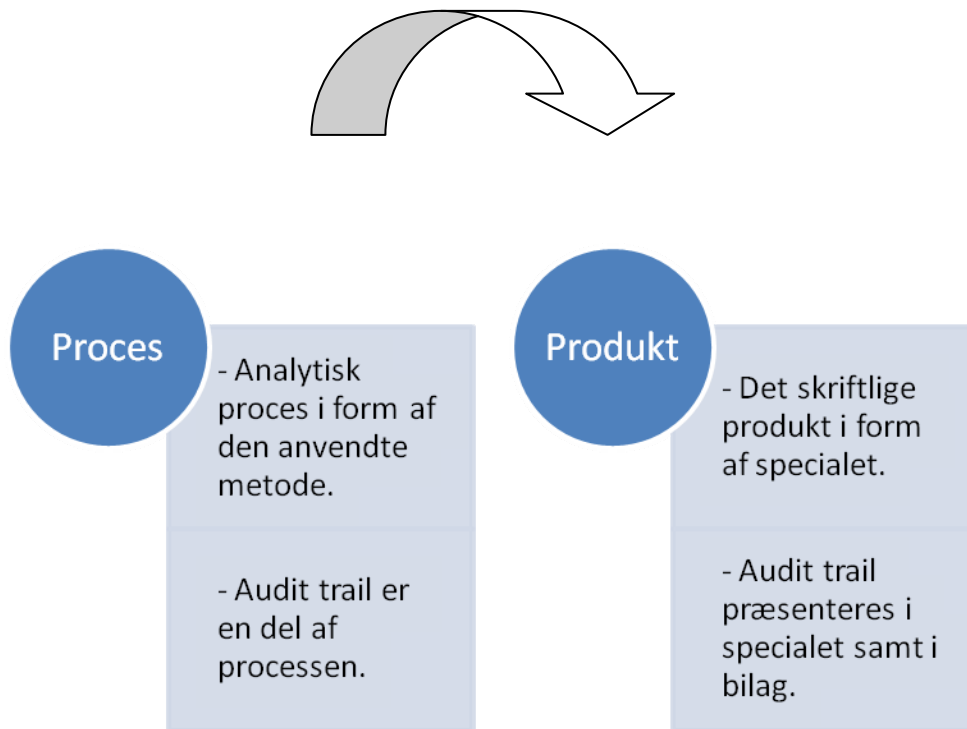 Proces
- Analytisk
proces i form af
den anvendte
metode.
- Audit trail er
en del af
processen.
Produkt
- Det skriftlige
produkt i form
af specialet.
- Audit trail
præsenteres i
specialet samt i
bilag.